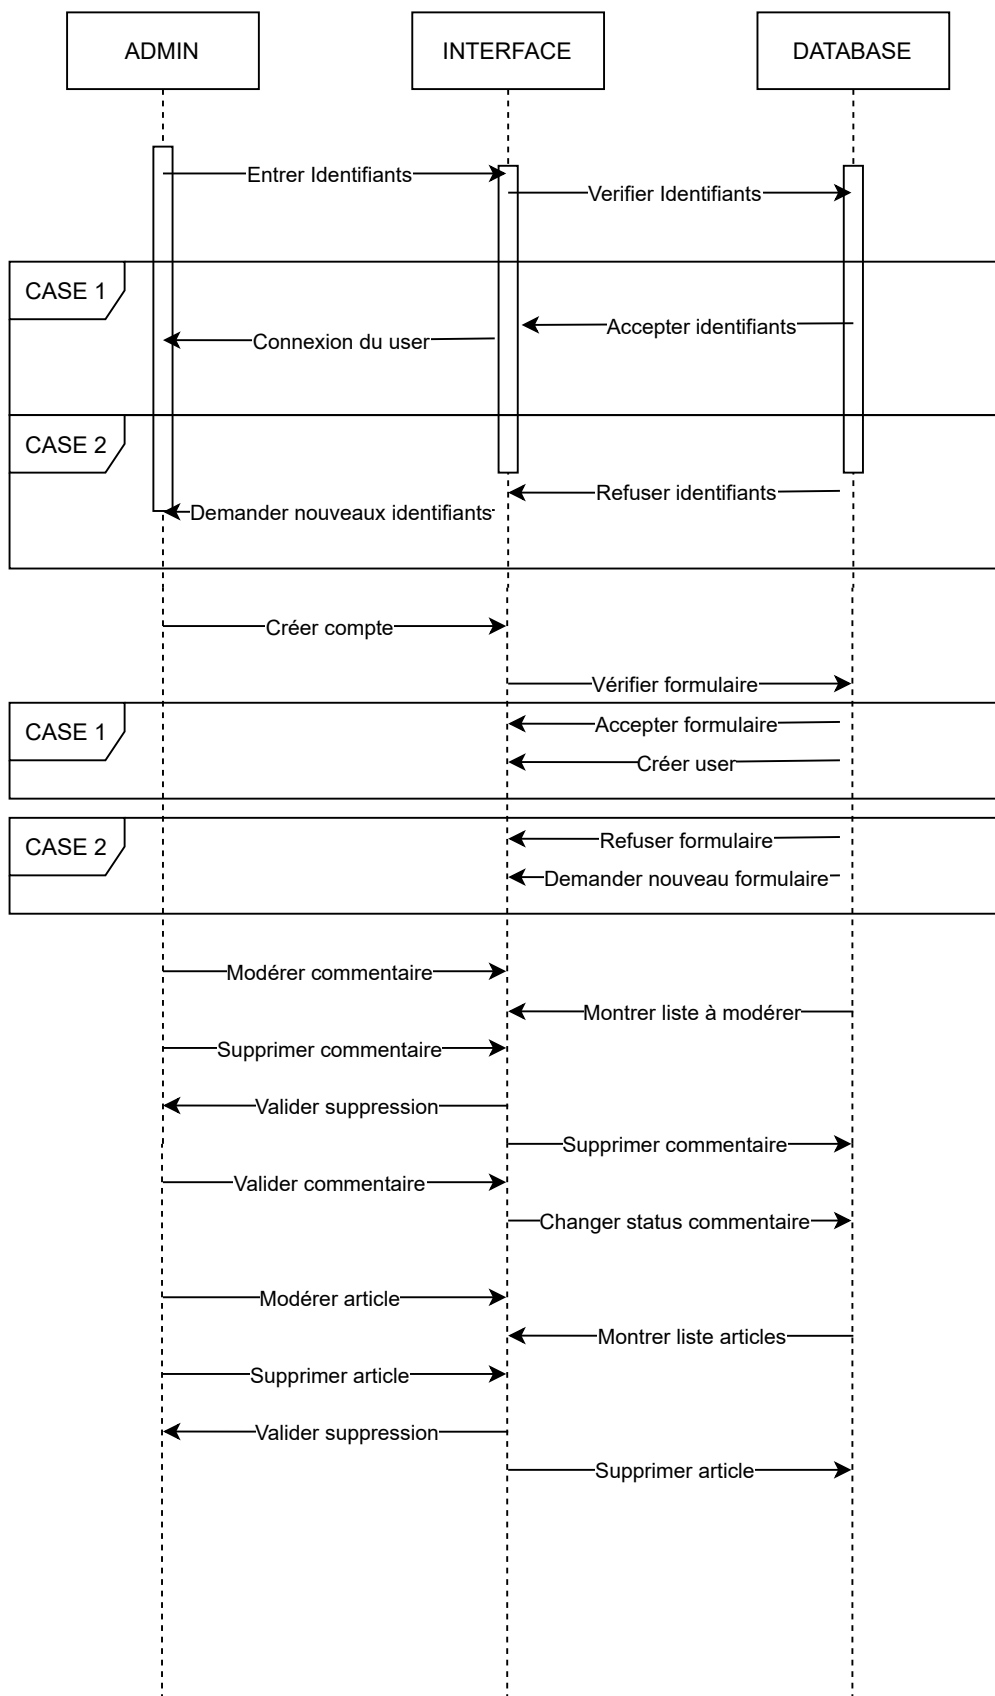 ADMIN
INTERFACE
DATABASE
Entrer Identifiants
Verifier Identifiants
CASE 1
Accepter identifiants
Connexion du user
CASE 2
Refuser identifiants
Demander nouveaux identifiants
Créer compte
Vérifier formulaire
CASE 1
Accepter formulaire
Créer user
CASE 2
Refuser formulaire
Demander nouveau formulaire
Modérer commentaire
Montrer liste à modérer
Supprimer commentaire
Valider suppression
Supprimer commentaire
Valider commentaire
Changer status commentaire
Modérer article
Montrer liste articles
Supprimer article
Valider suppression
Supprimer article